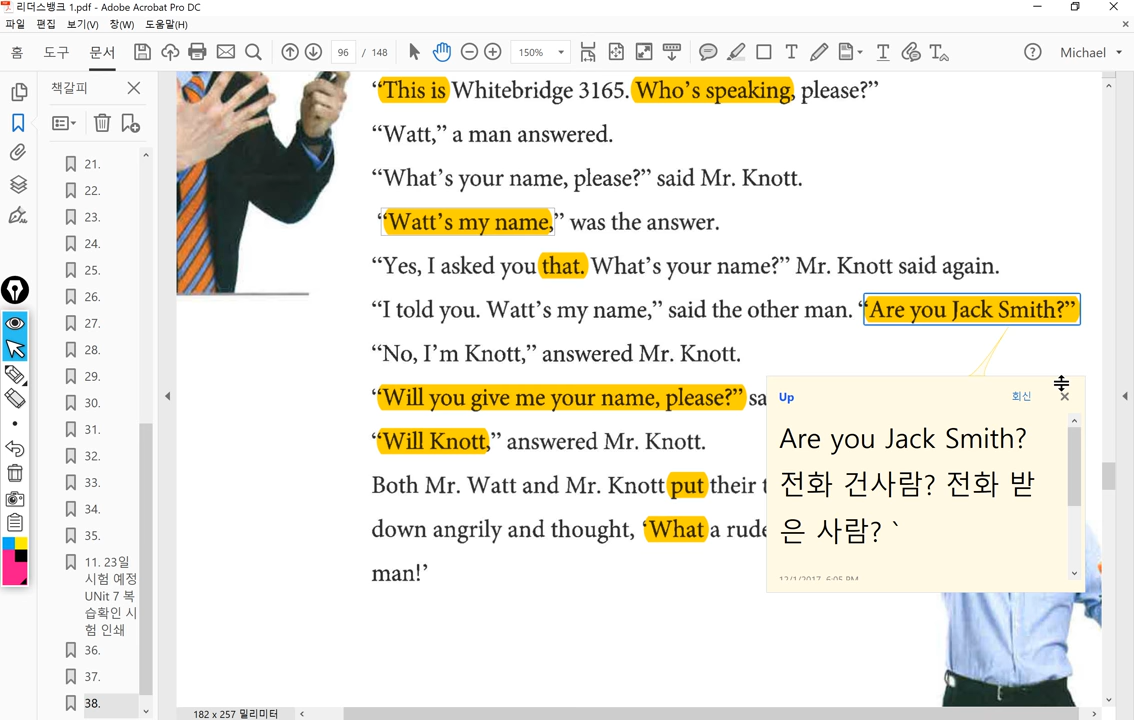 리더스뱅크 1.pdf - Adobe Acrobat Pro DC
파일 편집 보기(V) 창(W) 도움말(H)
홈 도구 문서 96 / 148 150% Michael
책갈피
21.
22.
23.
24.
25.
26.
27.
28.
29.
30.
31.
32.
33.
34.
35.
11. 23일
시험 예정
UNit 7 복
습확인 시
험 인쇄
36.
37.
38.
“This is Whitebridge 3165. Who’s speaking, please?”
“Watt,” a man answered.
“What’s your name, please?” said Mr. Knott.
“Watt’s my name,” was the answer.
“Yes, I asked you that. What’s your name?” Mr. Knott said again.
“I told you. Watt’s my name,” said the other man. “Are you Jack Smith?”
“No, I’m Knott,” answered Mr. Knott.
“Will you give me your name, please?” sa
“Will Knott,” answered Mr. Knott.
Both Mr. Watt and Mr. Knott put their t
down angrily and thought, ‘What a rude
man!’
Up 회신
Are you Jack Smith?
전화 건사람? 전화 받
은 사람? `
12/1/2017 6:05 PM
182 x 257 밀리미터